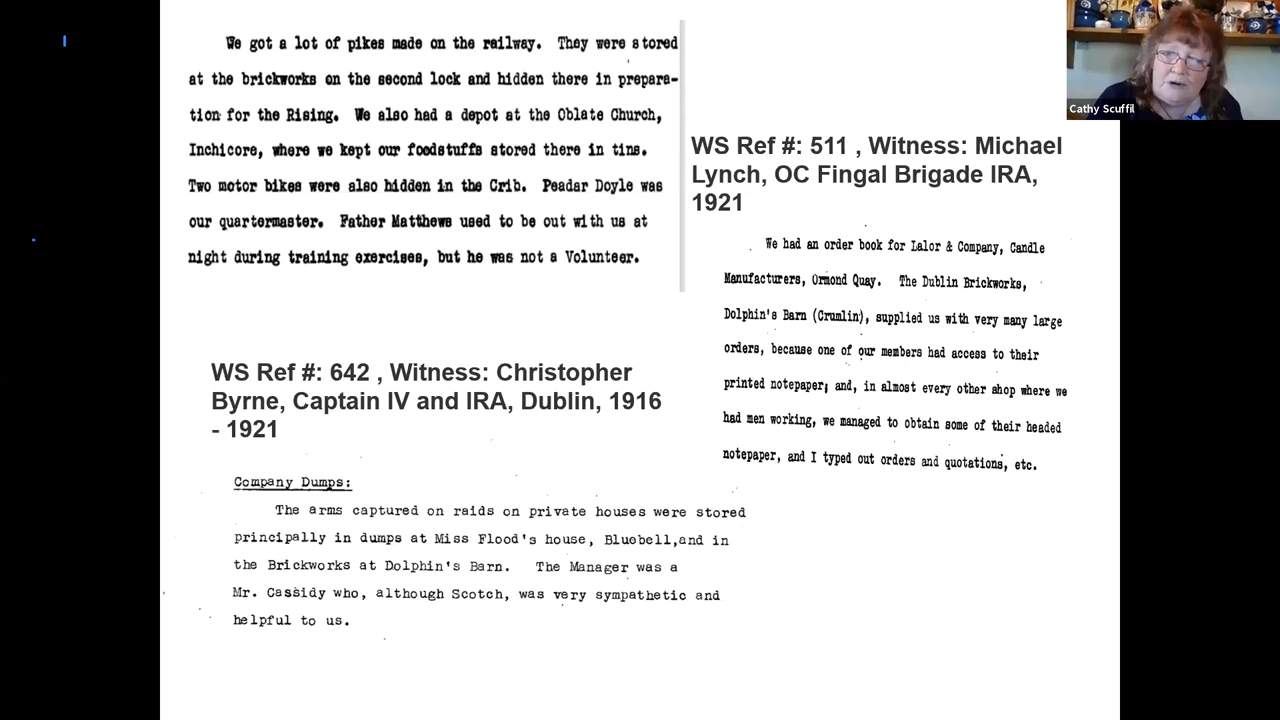 We got a lot of pikes made on the railway. They were stored
at the brickworks on the second lock and hidden there in prepara-
tion for the Rising. We also had a depot at the Oblate Church,
Inchicore, where we kept our foodstuffs stored there in tins.
Two motor bikes were also hidden in the Crib. Peadar Doyle was
our quartermaster. Father Matthews used to be out with us at
night during training exercises, but he was not a Volunteer.
Cathy Scuffil
WS Ref #: 511 , Witness: Michael
Lynch, OC Fingal Brigade IRA,
1921
We had an order book for Lalor & Company, Candle
Manufacturers, Ormond Quay. The Dublin Brickworks,
Dolphin's Barn (Crumlin), supplied us with very many large
orders, because one of our members had access to their
printed notepaper; and, in almost every other shop where we
had men working, we managed to obtain some of their headed
notepaper, and I typed out orders and quotations, etc.
WS Ref #: 642 , Witness: Christopher
Byrne, Captain IV and IRA, Dublin, 1916
- 1921
Company Dumps:
The arms captured on raids on private houses were stored
principally in dumps at Miss Flood's house, Bluebell,and in
the Brickworks at Dolphin's Barn. The Manager was a
Mr. Cassidy who, although Scotch, was very sympathetic and
helpful to us.